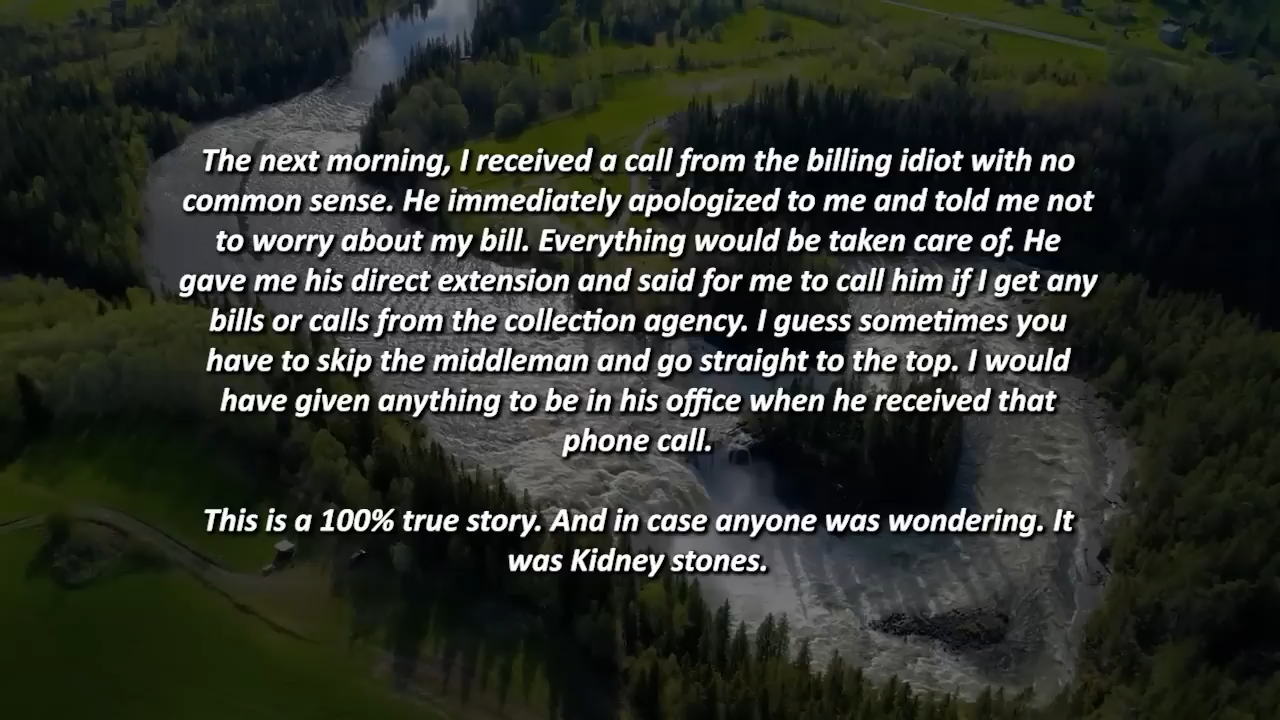 The next morning, I received a call from the billing idiot with no
common sense. He immediately apologized to me and told me not
to worry about my bill. Everything would be taken care of. He
gave me his direct extension and said for me to call him if I get any
bills or calls from the collection agency. I guess sometimes you
have to skip the middleman and go straight to the top. I would
have given anything to be in his office when he received that
phone call.
This is a 100% true story. And in case anyone was wondering. It
was Kidney stones.